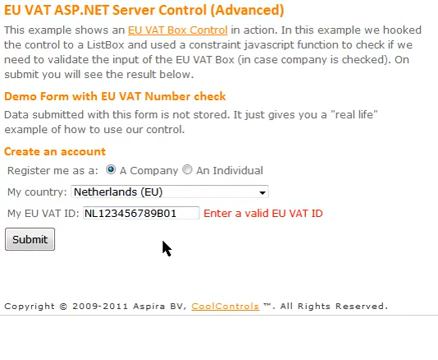 EU VAT ASP.NET Server Control (Advanced)
This example shows an EU VAT Box Control in action. In this example we hooked
the control to a ListBox and used a constraint javascript function to check if we
need to validate the input of the EU VAT Box (in case company is checked). On
submit you will see the result below.
Demo Form with EU VAT Number check
Data submitted with this form is not stored. It just gives you a "real life"
example of how to use our control.
Create an account
Register me as a: A Company An Individual
My country: Netherlands (EU)
My EU VAT ID: NL123456789B01 Enter a valid EU VAT ID
Submit
Copyright © 2009-2011 Aspira BV, CoolControls ™. All Rights Reserved.